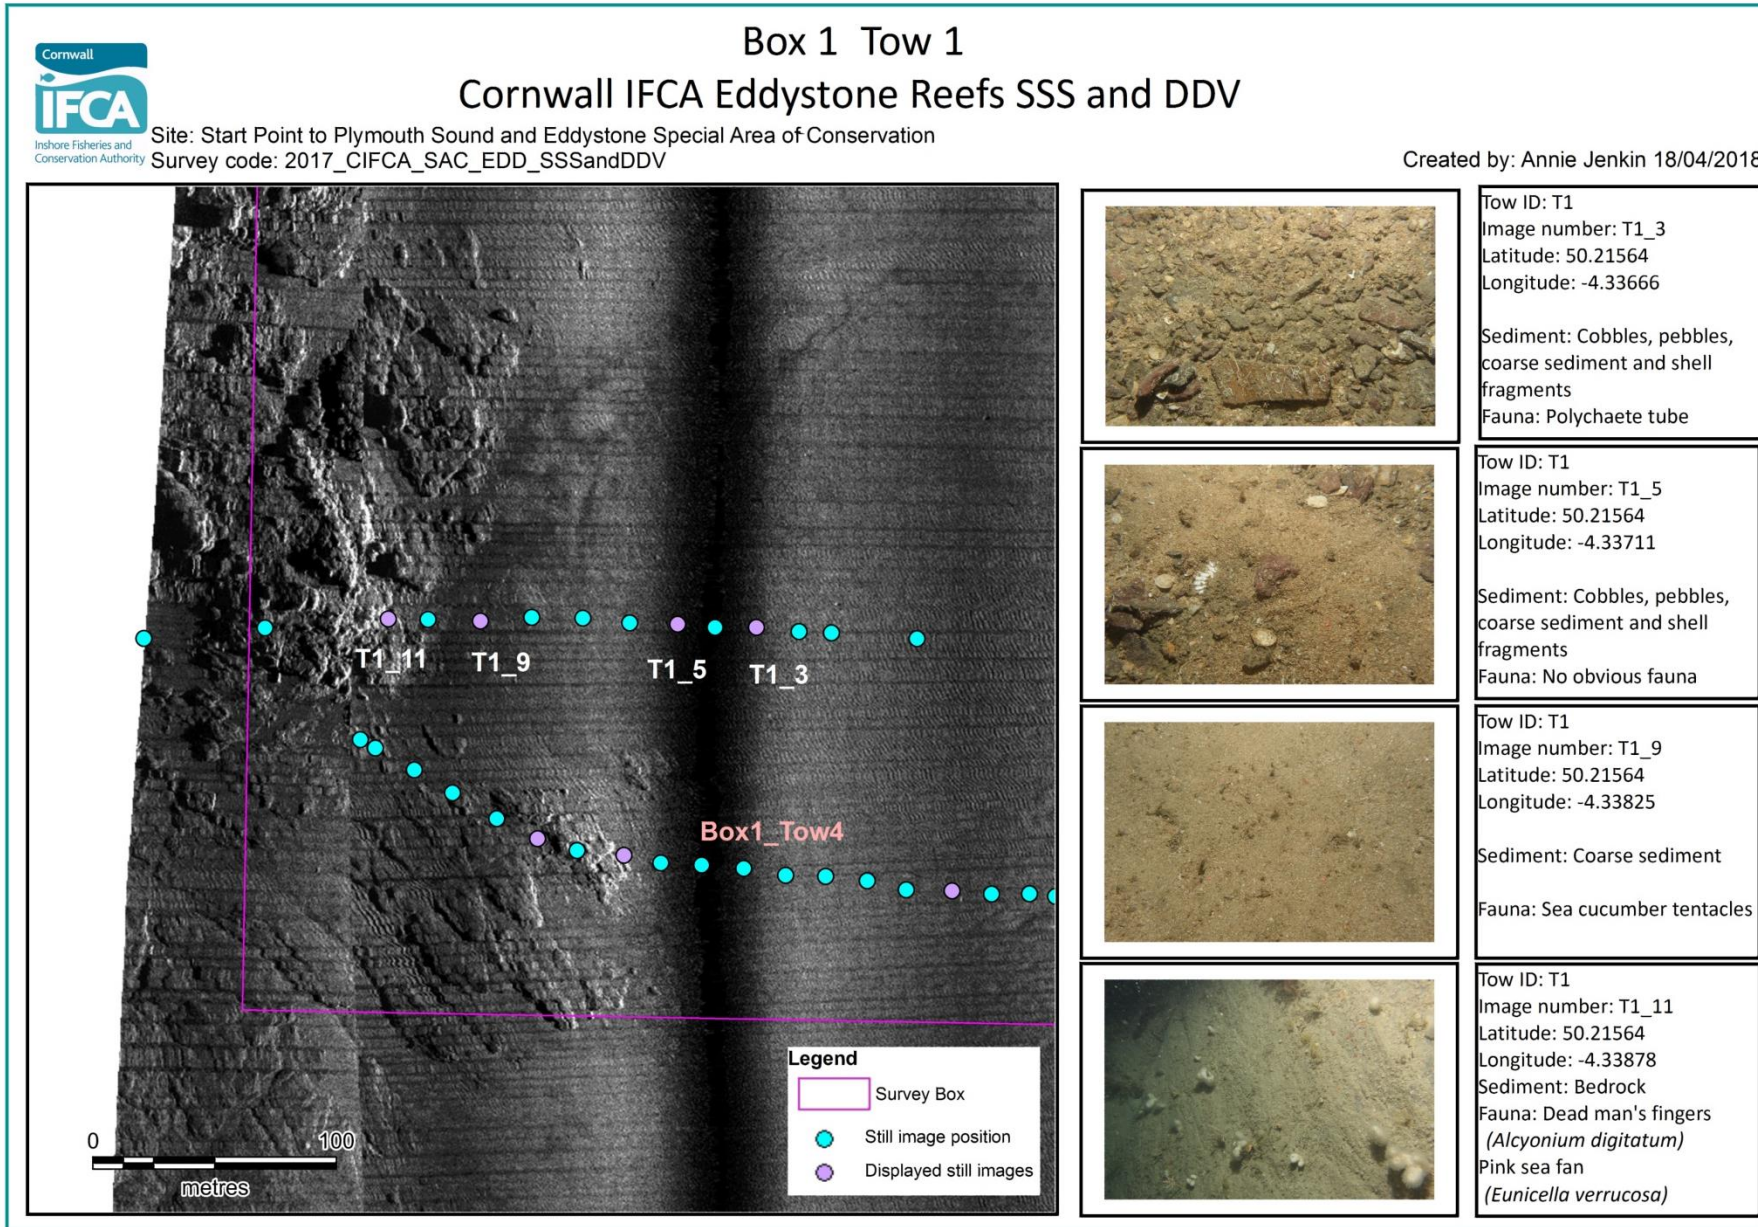 Box 1 Tow 1
Cornwall IFCA Eddystone Reefs SSS and DDV
Cornwall
IFCA
Inshore Fisheries and
Conservation Authority
Site: Start Point to Plymouth Sound and Eddystone Special Area of Conservation
Survey code: 2017_CIFCA_SAC_EDD_SSSandDDV
Created by: Annie Jenkin 18/04/2018
T1_11
T1_9
T1_5
T1_3
Box1_Tow4
Legend
Survey Box
Still image position
Displayed still images
0 100
metres
Tow ID: T1
Image number: T1_3
Latitude: 50.21564
Longitude: -4.33666
Sediment: Cobbles, pebbles,
coarse sediment and shell
fragments
Fauna: Polychaete tube
Tow ID: T1
Image number: T1_5
Latitude: 50.21564
Longitude: -4.33711
Sediment: Cobbles, pebbles,
coarse sediment and shell
fragments
Fauna: No obvious fauna
Tow ID: T1
Image number: T1_9
Latitude: 50.21564
Longitude: -4.33825
Sediment: Coarse sediment
Fauna: Sea cucumber tentacles
Tow ID: T1
Image number: T1_11
Latitude: 50.21564
Longitude: -4.33878
Sediment: Bedrock
Fauna: Dead man's fingers
(Alcyonium digitatum)
Pink sea fan
(Eunicella verrucosa)